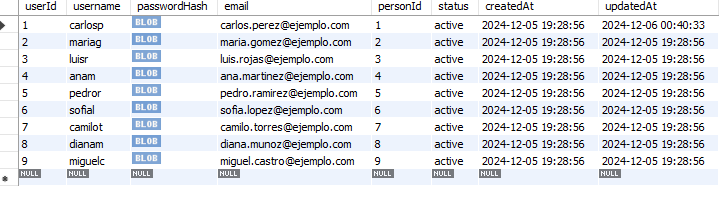 userId username passwordHash email personId status createdAt updatedAt
1 carlosp BLOB carlos.perez@ejemplo.com 1 active 2024-12-05 19:28:56 2024-12-06 00:40:33
2 mariag BLOB maria.gomez@ejemplo.com 2 active 2024-12-05 19:28:56 2024-12-05 19:28:56
3 luisr BLOB luis.rojas@ejemplo.com 3 active 2024-12-05 19:28:56 2024-12-05 19:28:56
4 anam BLOB ana.martinez@ejemplo.com 4 active 2024-12-05 19:28:56 2024-12-05 19:28:56
5 pedror BLOB pedro.ramirez@ejemplo.com 5 active 2024-12-05 19:28:56 2024-12-05 19:28:56
6 sofial BLOB sofia.lopez@ejemplo.com 6 active 2024-12-05 19:28:56 2024-12-05 19:28:56
7 camilot BLOB camilo.torres@ejemplo.com 7 active 2024-12-05 19:28:56 2024-12-05 19:28:56
8 dianam BLOB diana.munoz@ejemplo.com 8 active 2024-12-05 19:28:56 2024-12-05 19:28:56
9 miguelc BLOB miguel.castro@ejemplo.com 9 active 2024-12-05 19:28:56 2024-12-05 19:28:56
NULL NULL NULL NULL NULL NULL NULL NULL